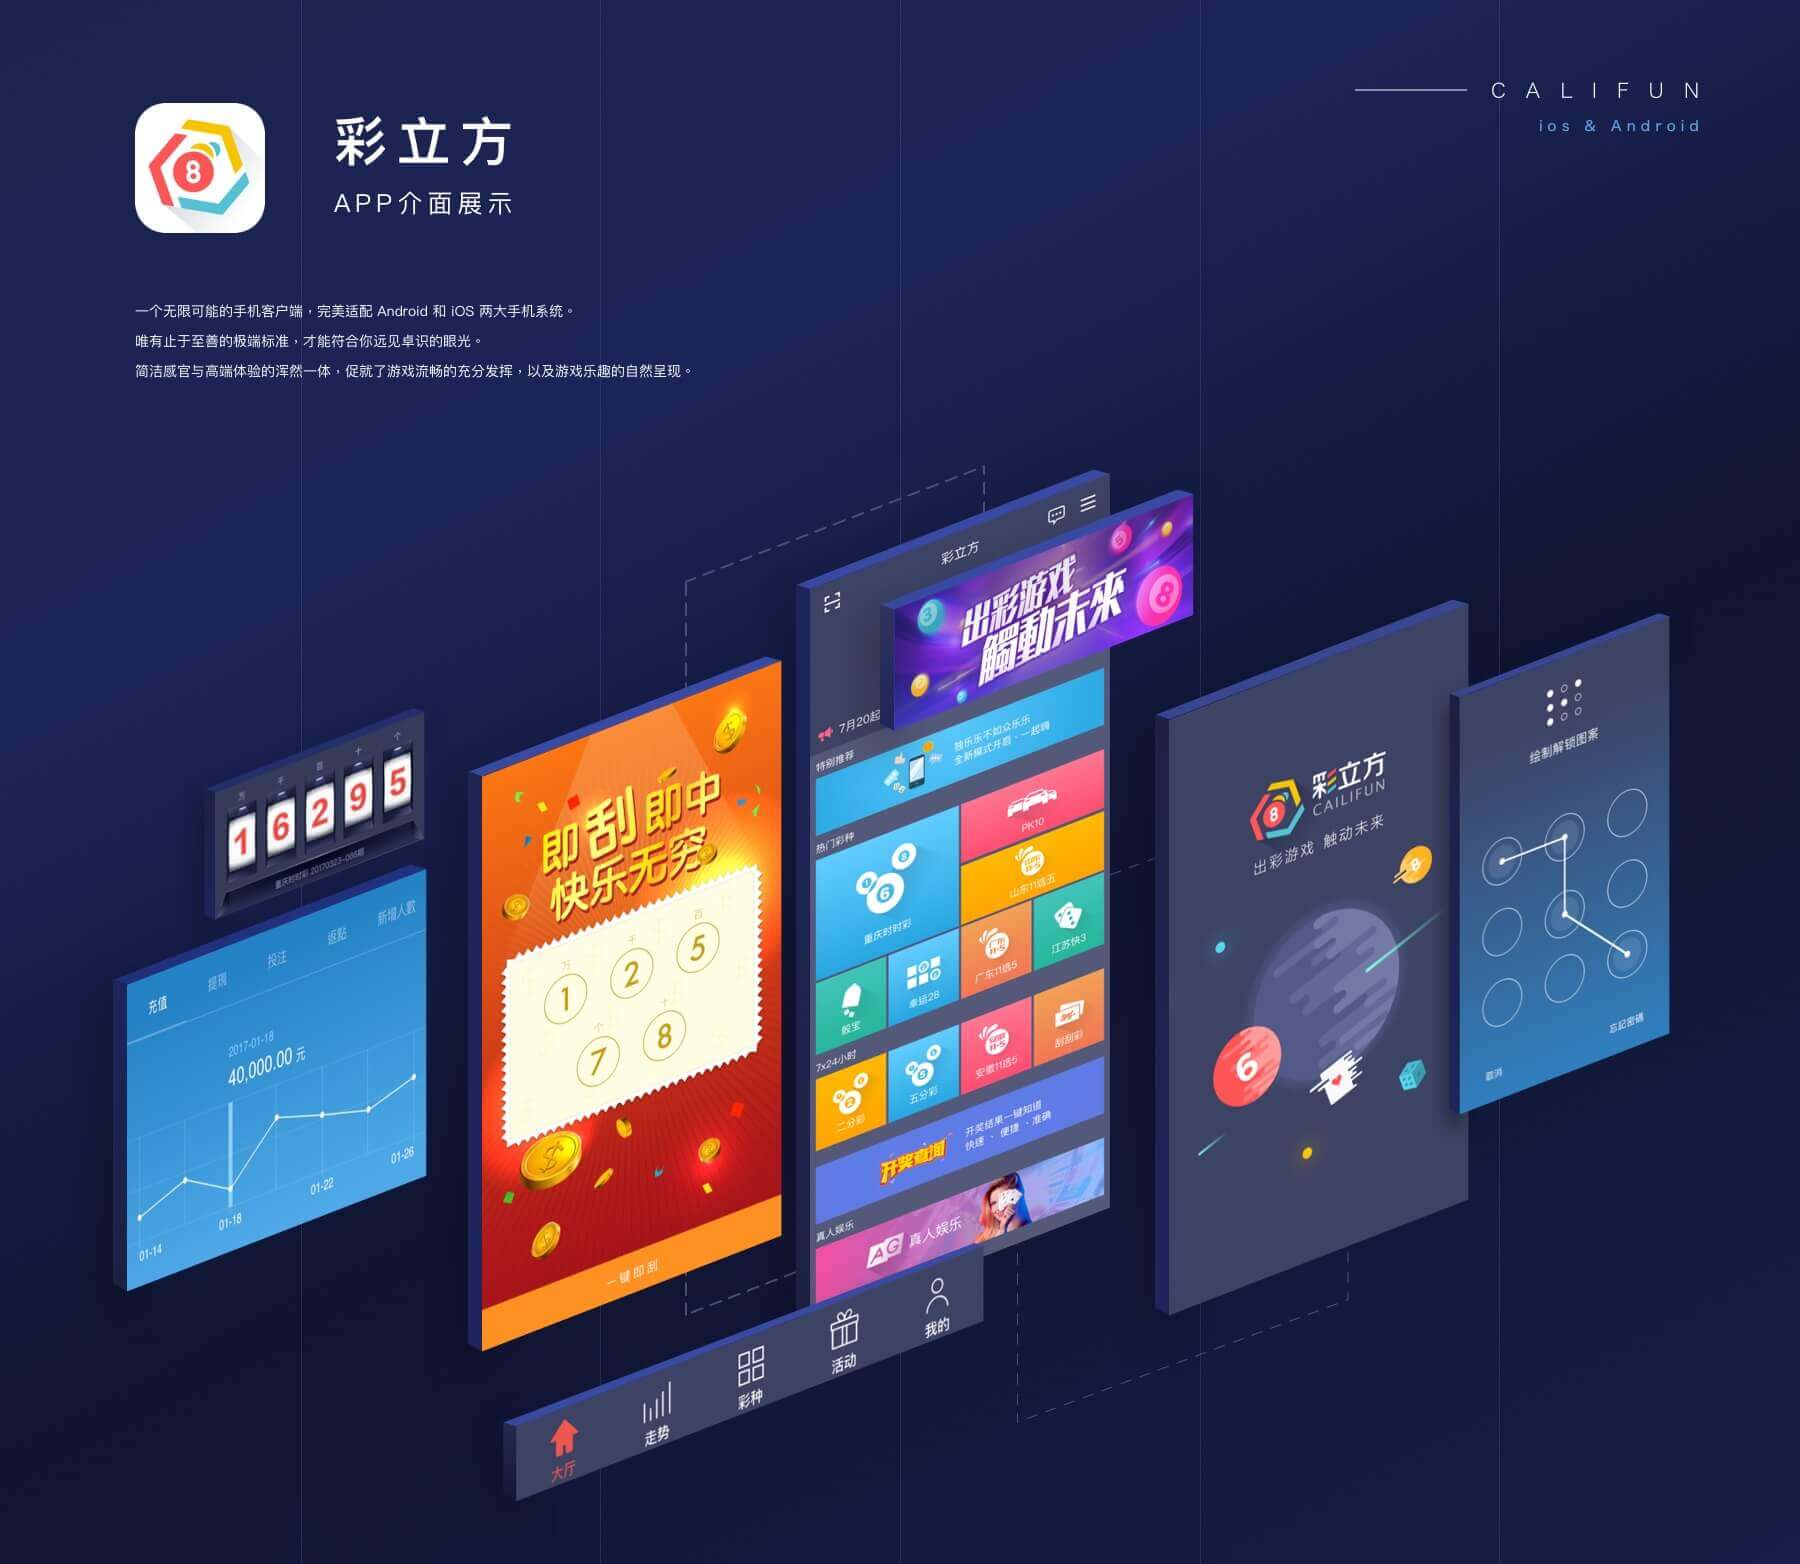 CALIFUN
ios & Android
8
彩立方
APP介面展示
一个无限可能的手机客户端，完美适配 Android 和 iOS 两大手机系统。
唯有止于至善的极端标准，才能符合你远见卓识的眼光。
简洁感官与高端体验的浑然一体，促就了游戏流畅的充分发挥，以及游戏乐趣的自然呈现。
万 千 百 十 个
1 6 2 9 5
重庆时时彩 20170323-065期
充值 提现 投注 返點 新增人數
2017-01-18
40,000.00 元
01-14 01-18 01-22 01-26
即刮即中
快乐无穷
万 千 百
1 2 5
个 十
7 8
一键即刮
彩立方
出彩游戏
觸動未來
3 5 8
7月20起
特别推荐
独乐乐不如众乐乐
全新模式开启、一起嗨
热门彩种
重庆时时彩
PK10
山东11选五
骰宝
幸运28
广东11选5
江苏快3
7x24小时
二分彩
五分彩
安徽11选5
刮刮彩
开奖查询
开奖结果一键知道
快速 、 便捷 、准确
真人娱乐
AG 真人娱乐
大厅
走势
彩种
活动
我的
8
彩立方
CAILIFUN
出彩游戏 触动未来
8
6
绘制解锁图案
取消
忘記密碼